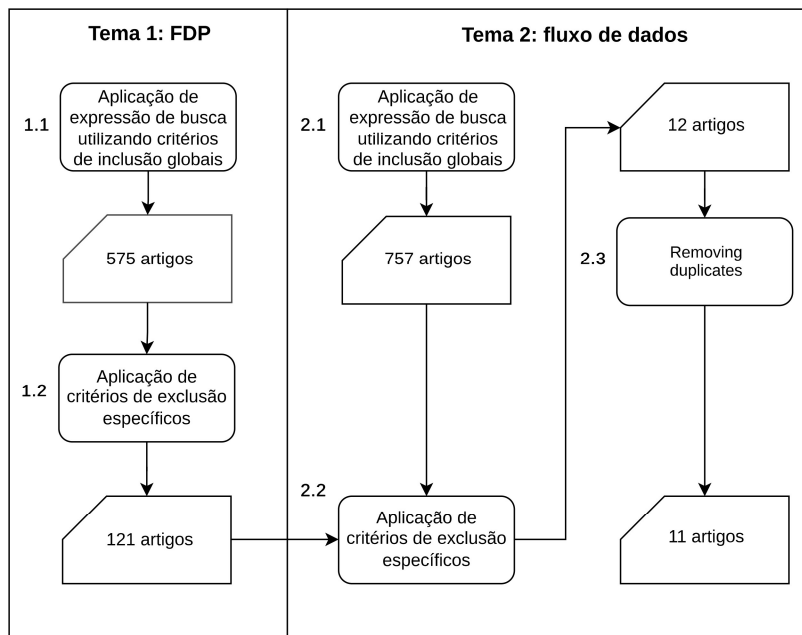 Tema 1: FDP
1.1
Aplicação de
expressão de busca
utilizando critérios
de inclusão globais
575 artigos
1.2
Aplicação de
critérios de exclusão
específicos
121 artigos
Tema 2: fluxo de dados
2.1
Aplicação de
expressão de busca
utilizando critérios
de inclusão globais
757 artigos
2.2
Aplicação de
critérios de exclusão
específicos
12 artigos
2.3
Removing
duplicates
11 artigos